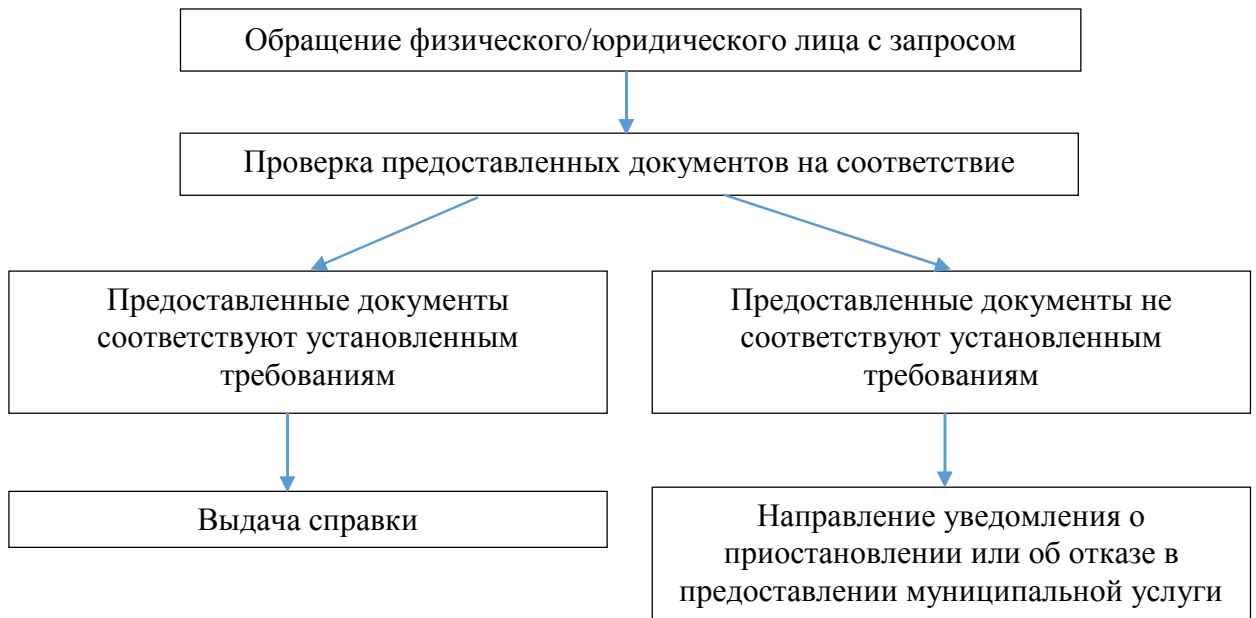 Обращение физического/юридического лица с запросом
Проверка предоставленных документов на соответствие
Предоставленные документы
соответствуют установленным
требованиям
Предоставленные документы не
соответствуют установленным
требованиям
Выдача справки
Направление уведомления о
приостановлении или об отказе в
предоставлении муниципальной услуги